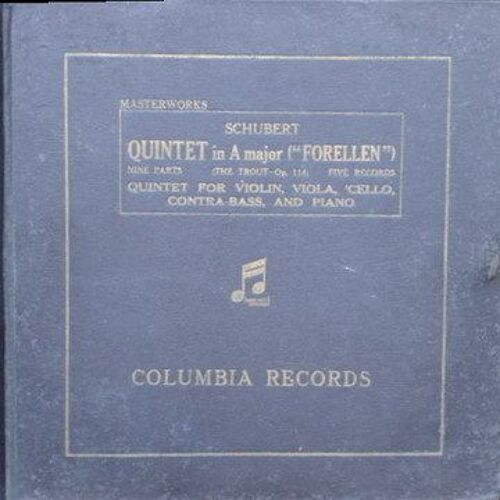 MASTERWORKS
SCHUBERT
QUINTET in A major ("FORELLEN")
NINE PARTS (THE TROUT-Op. 114) FIVE RECORDS
QUINTET FOR VIOLIN, VIOLA, 'CELLO,
CONTRA-BASS, AND PIANO
COLUMBIA RECORDS